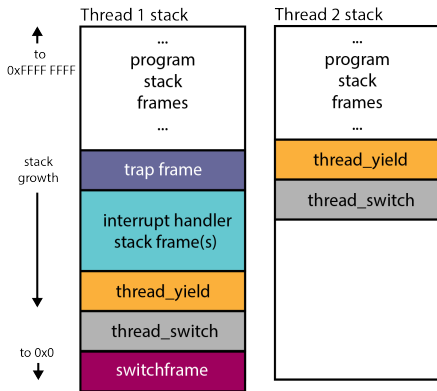 Thread 1 stack
Thread 2 stack
to
0xFFFF FFFF
stack
growth
to 0x0
...
program
stack
frames
...
trap frame
interrupt handler
stack frame(s)
thread_yield
thread_switch
switchframe
...
program
stack
frames
...
thread_yield
thread_switch